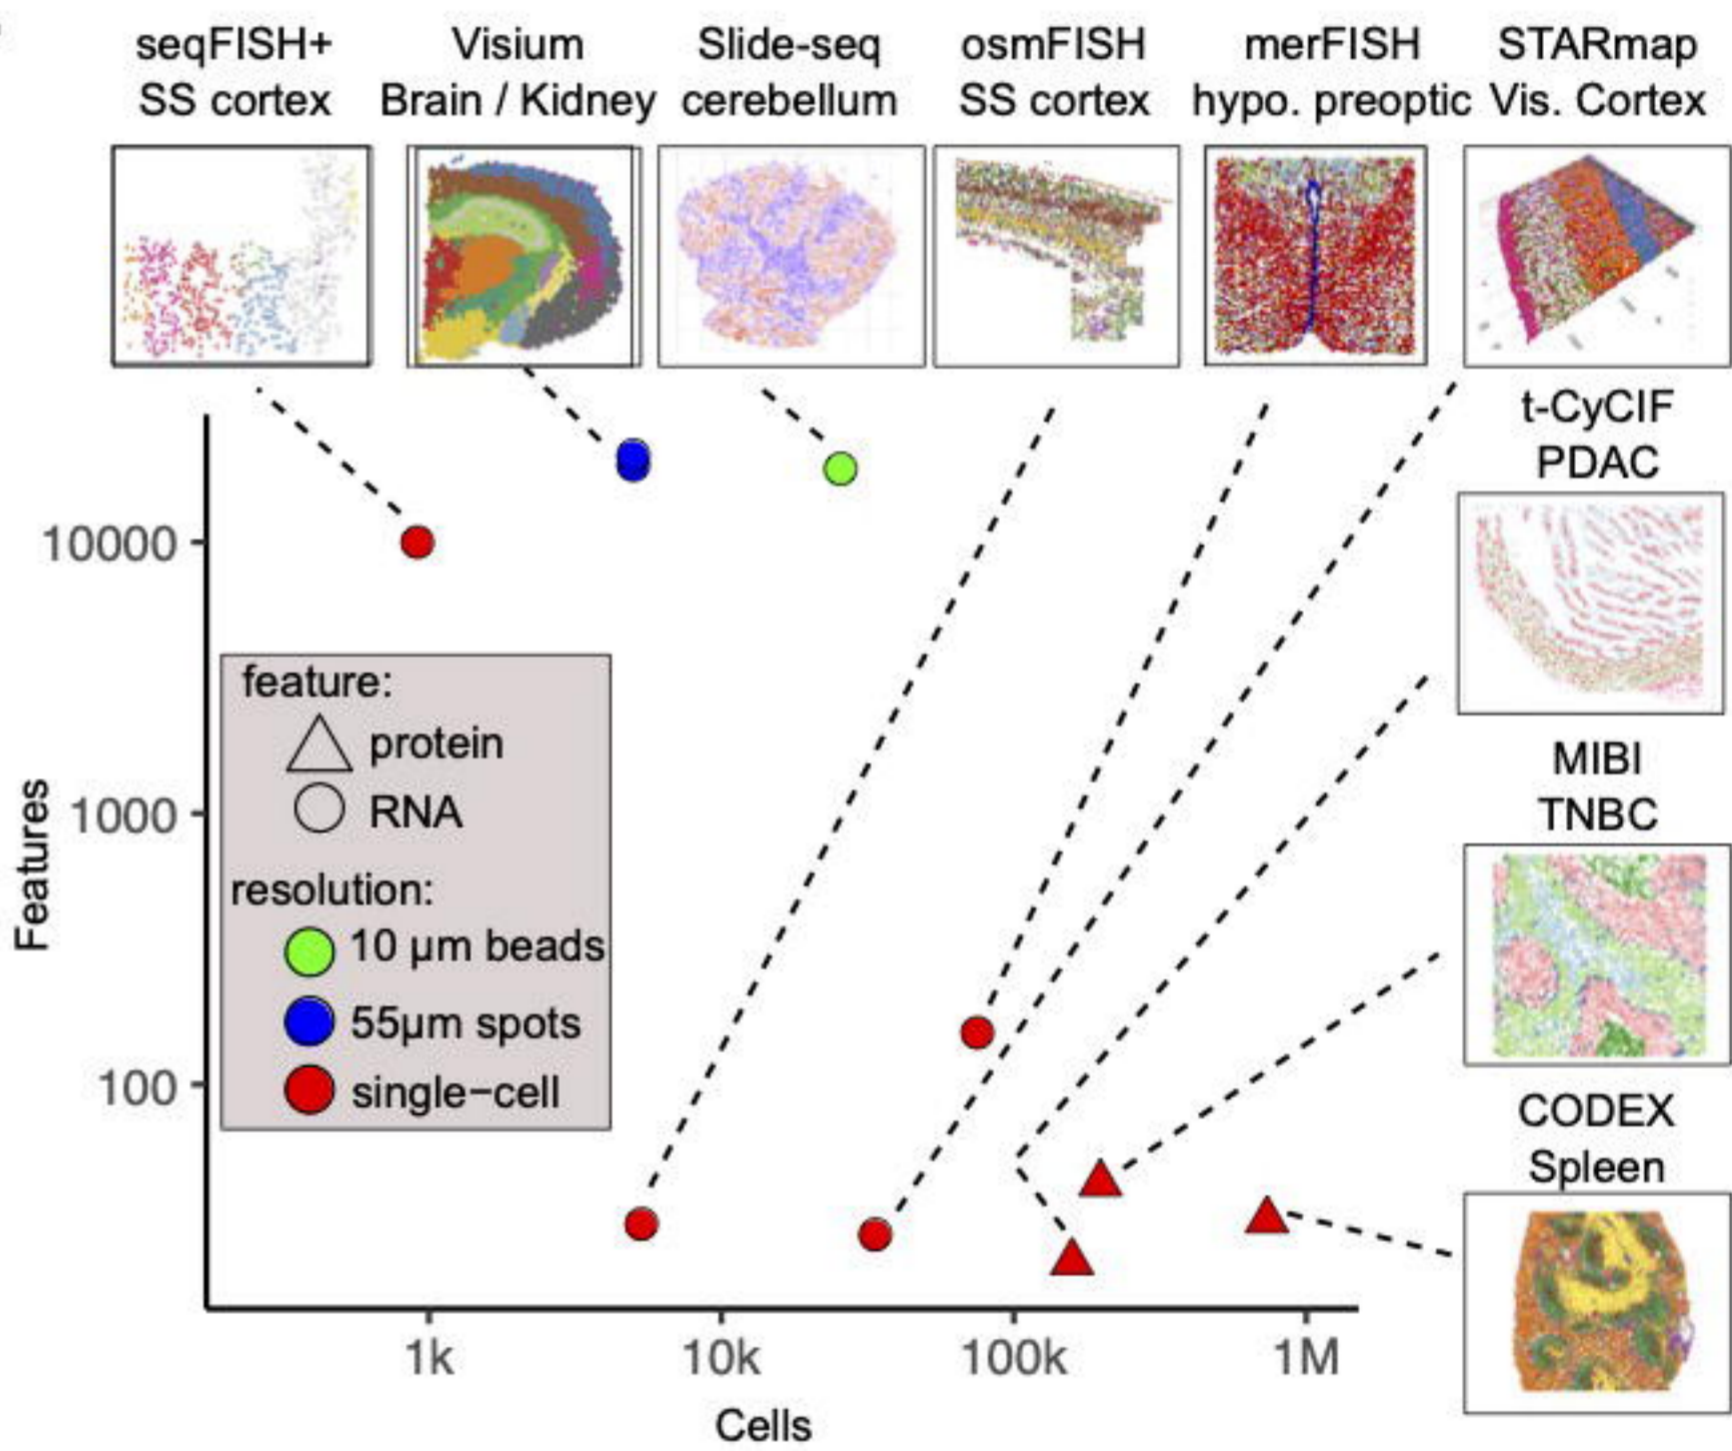 seqFISH+
SS cortex
Visium
Brain / Kidney
Slide-seq
cerebellum
osmFISH
SS cortex
merFISH
hypo. preoptic
STARmap
Vis. Cortex
t-CyCIF
PDAC
MIBI
TNBC
CODEX
Spleen
10000
1000
100
Features
feature:
protein
RNA
resolution:
10 µm beads
55µm spots
single−cell
1k
10k
100k
1M
Cells